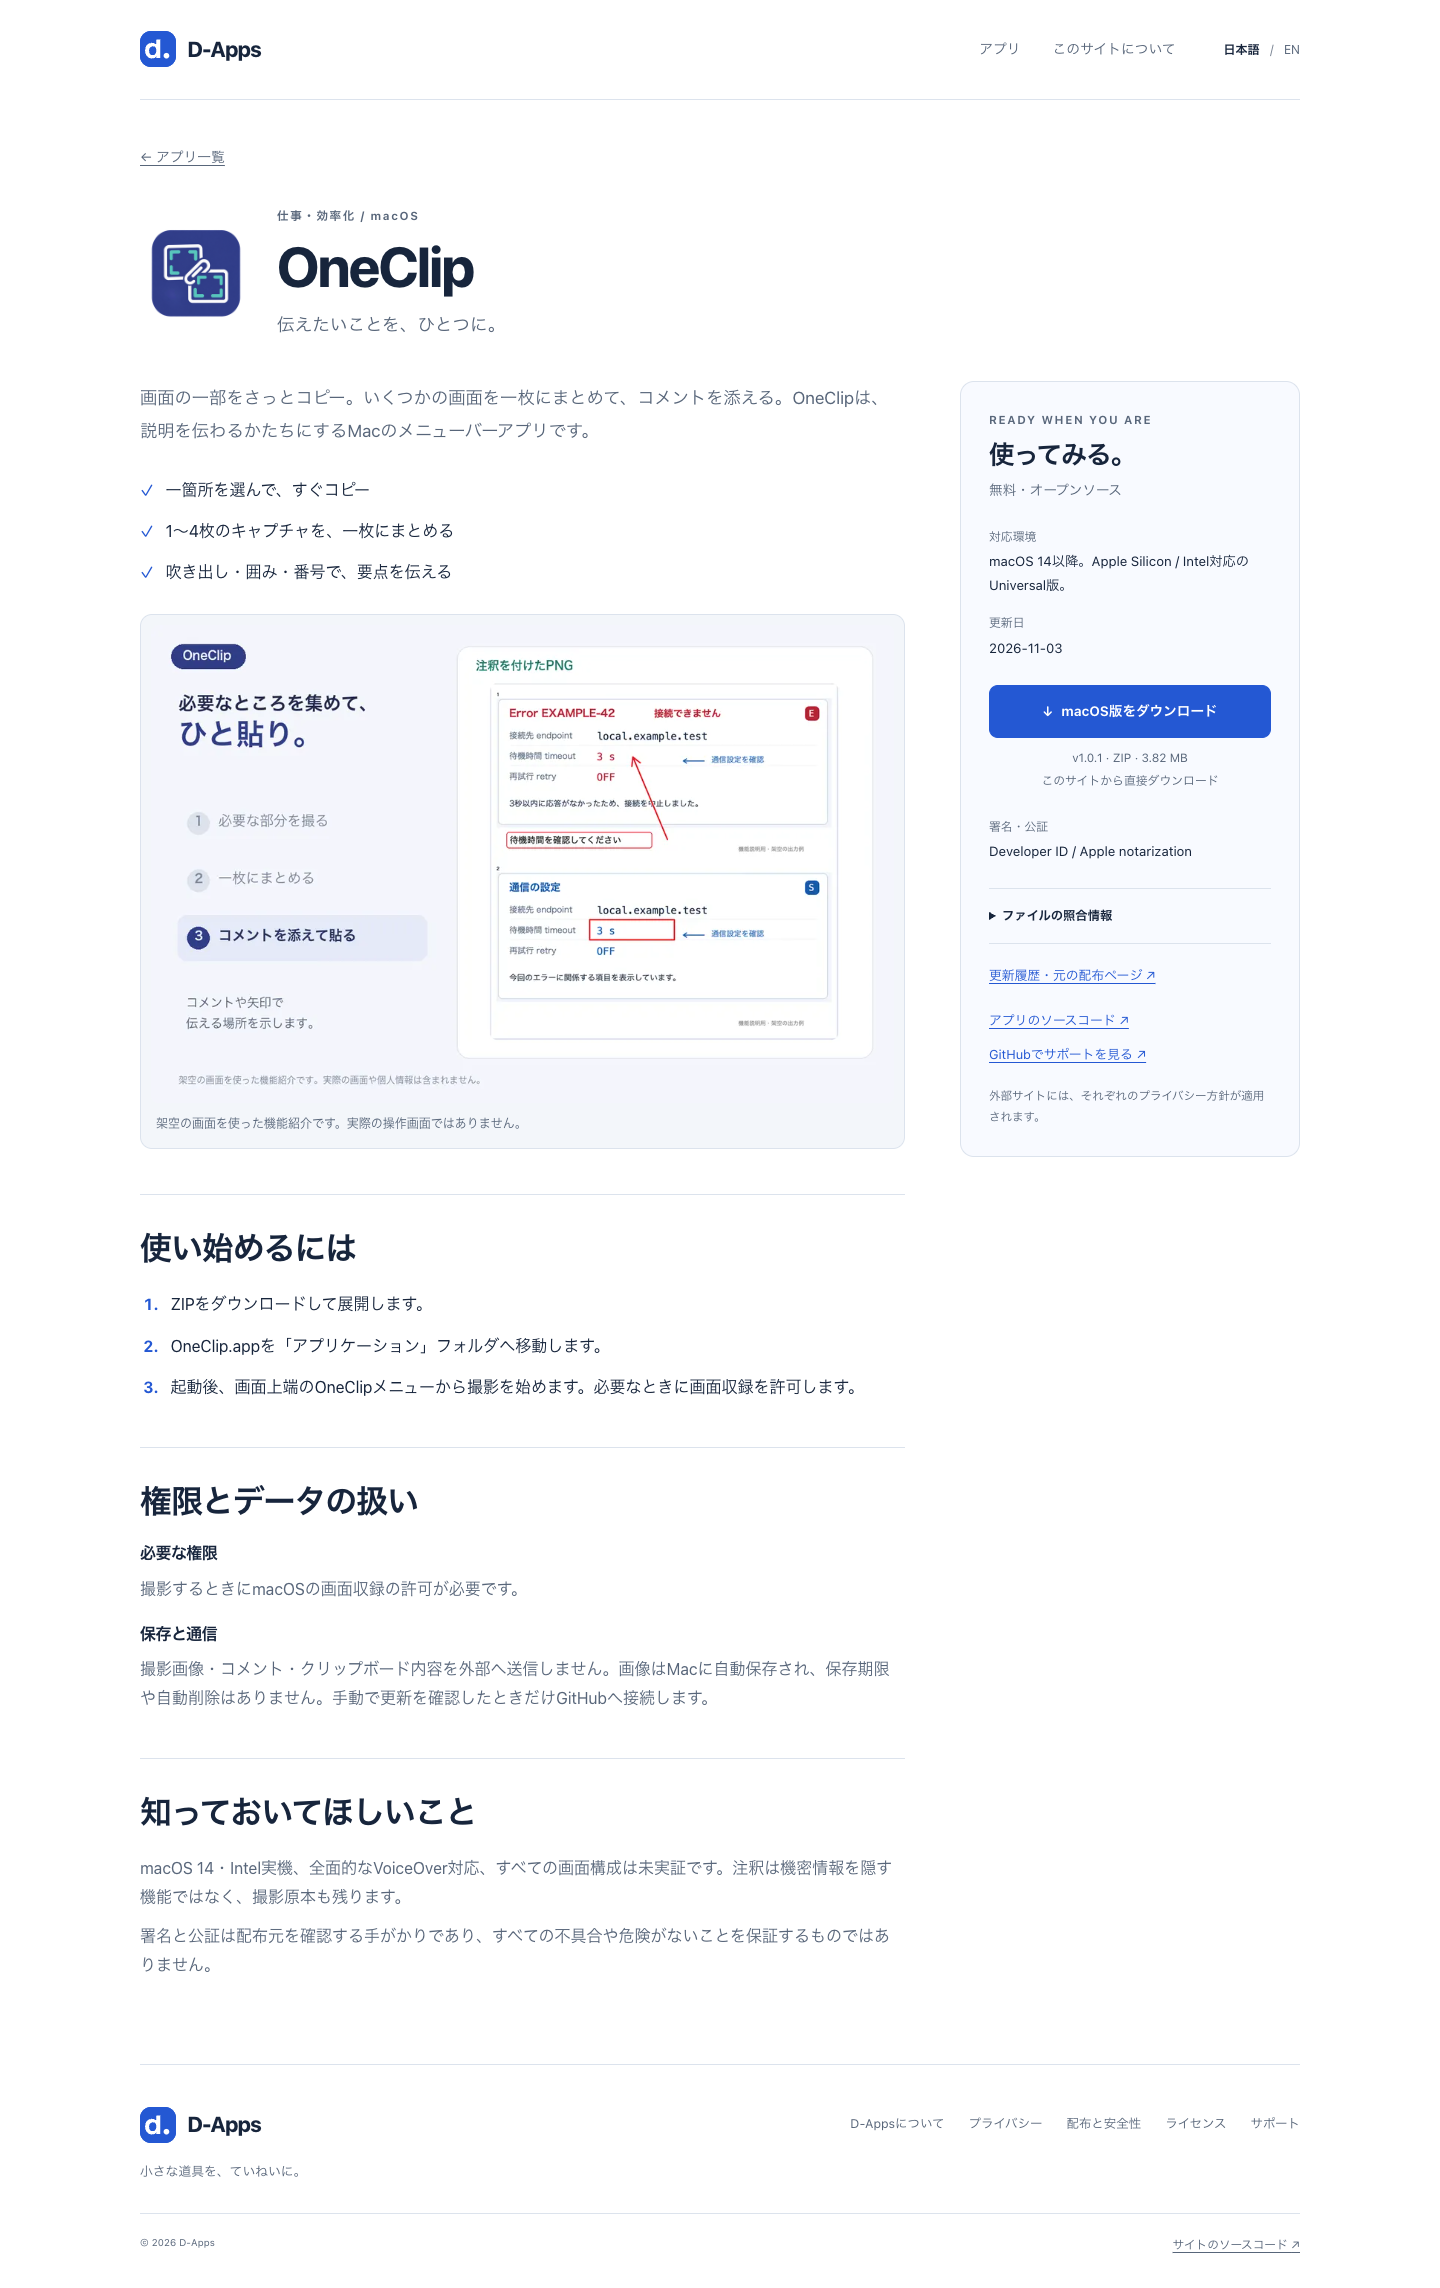 d. D-Apps
アプリ このサイトについて 日本語 / EN
← アプリ一覧
仕事・効率化 / macOS
OneClip
伝えたいことを、ひとつに。
画面の一部をさっとコピー。いくつかの画面を一枚にまとめて、コメントを添える。OneClipは、
説明を伝わるかたちにするMacのメニューバーアプリです。
✓ 一箇所を選んで、すぐコピー
✓ 1〜4枚のキャプチャを、一枚にまとめる
✓ 吹き出し・囲み・番号で、要点を伝える
OneClip
必要なところを集めて、
ひと貼り。
1 必要な部分を撮る
2 一枚にまとめる
3 コメントを添えて貼る
コメントや矢印で
伝える場所を示します。
注釈を付けたPNG
1
Error EXAMPLE-42 接続できません E
接続先 endpoint local.example.test
待機時間 timeout 3 s ← 通信設定を確認
再試行 retry OFF
3秒以内に応答がなかったため、接続を中止しました。
待機時間を確認してください
機能説明用・架空の出力例
2
通信の設定 S
接続先 endpoint local.example.test
待機時間 timeout 3 s ← 通信設定を確認
再試行 retry OFF
今回のエラーに関係する項目を表示しています。
機能説明用・架空の出力例
架空の画面を使った機能紹介です。実際の画面や個人情報は含まれません。
架空の画面を使った機能紹介です。実際の操作画面ではありません。
READY WHEN YOU ARE
使ってみる。
無料・オープンソース
対応環境
macOS 14以降。Apple Silicon / Intel対応の
Universal版。
更新日
2026-11-03
↓ macOS版をダウンロード
v1.0.1 · ZIP · 3.82 MB
このサイトから直接ダウンロード
署名・公証
Developer ID / Apple notarization
▶ ファイルの照合情報
更新履歴・元の配布ページ ↗
アプリのソースコード ↗
GitHubでサポートを見る ↗
外部サイトには、それぞれのプライバシー方針が適用
されます。
使い始めるには
1. ZIPをダウンロードして展開します。
2. OneClip.appを「アプリケーション」フォルダへ移動します。
3. 起動後、画面上端のOneClipメニューから撮影を始めます。必要なときに画面収録を許可します。
権限とデータの扱い
必要な権限
撮影するときにmacOSの画面収録の許可が必要です。
保存と通信
撮影画像・コメント・クリップボード内容を外部へ送信しません。画像はMacに自動保存され、保存期限
や自動削除はありません。手動で更新を確認したときだけGitHubへ接続します。
知っておいてほしいこと
macOS 14・Intel実機、全面的なVoiceOver対応、すべての画面構成は未実証です。注釈は機密情報を隠す
機能ではなく、撮影原本も残ります。
署名と公証は配布元を確認する手がかりであり、すべての不具合や危険がないことを保証するものではあ
りません。
d. D-Apps
D-Appsについて プライバシー 配布と安全性 ライセンス サポート
小さな道具を、ていねいに。
© 2026 D-Apps
サイトのソースコード ↗